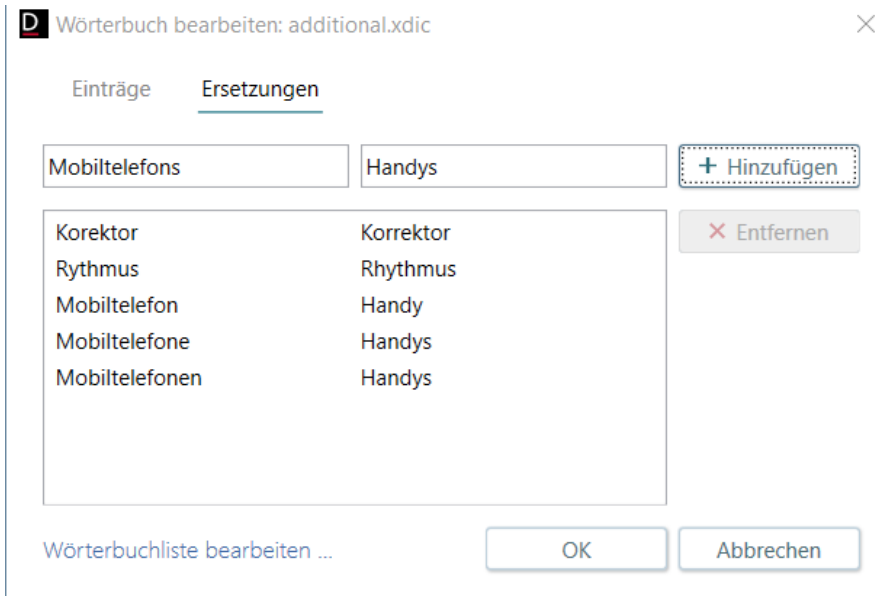 D Wörterbuch bearbeiten: additional.xdic
Einträge Ersetzungen
Mobiltelefons Handys + Hinzufügen
Korektor Korrektor × Entfernen
Rythmus Rhythmus
Mobiltelefon Handy
Mobiltelefone Handys
Mobiltelefonen Handys
Wörterbuchliste bearbeiten ... OK Abbrechen